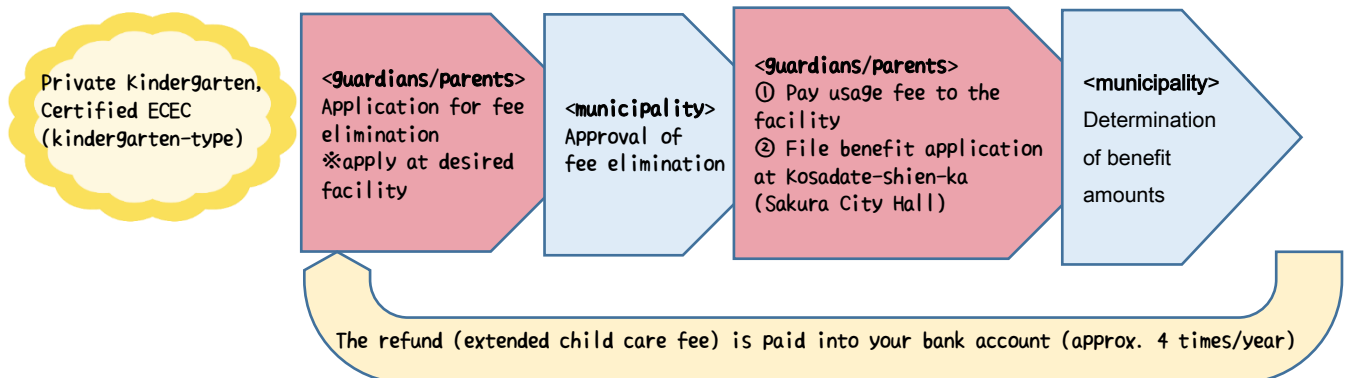 Private Kindergarten,
Certified ECEC
(kindergarten-type)
<guardians/parents>
Application for fee
elimination
※apply at desired
facility
<municipality>
Approval of
fee elimination
<guardians/parents>
① Pay usage fee to the
facility
② File benefit application
at Kosadate-shien-ka
(Sakura City Hall)
<municipality>
Determination
of benefit
amounts
The refund (extended child care fee) is paid into your bank account (approx. 4 times/year)